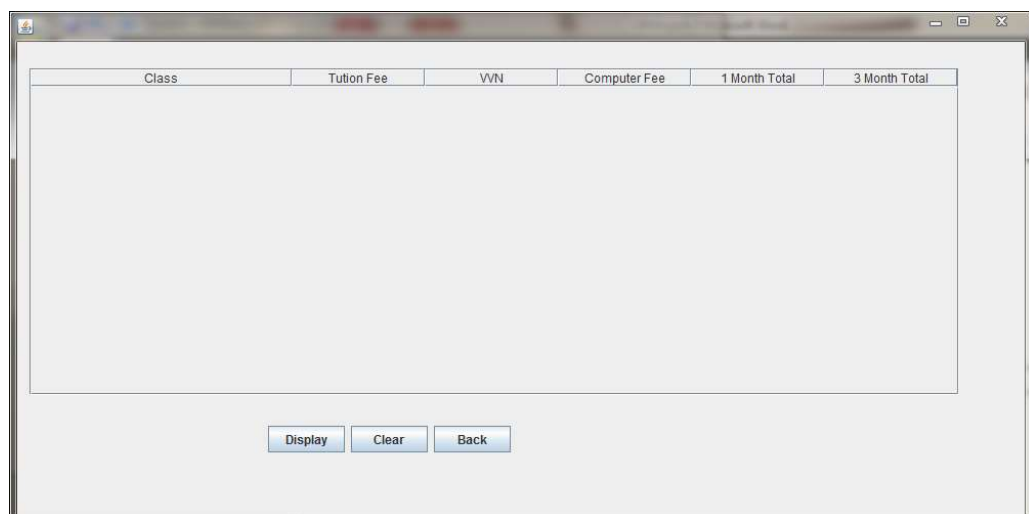 Class Tution Fee VVN Computer Fee 1 Month Total 3 Month Total
Display Clear Back